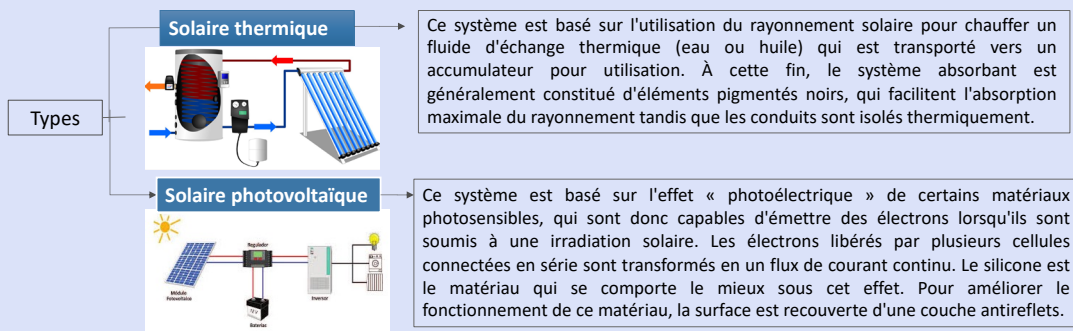 Types
Solaire thermique
Ce système est basé sur l'utilisation du rayonnement solaire pour chauffer un
fluide d'échange thermique (eau ou huile) qui est transporté vers un
accumulateur pour utilisation. À cette fin, le système absorbant est
généralement constitué d'éléments pigmentés noirs, qui facilitent l'absorption
maximale du rayonnement tandis que les conduits sont isolés thermiquement.
Solaire photovoltaïque
Ce système est basé sur l'effet « photoélectrique » de certains matériaux
photosensibles, qui sont donc capables d'émettre des électrons lorsqu'ils sont
soumis à une irradiation solaire. Les électrons libérés par plusieurs cellules
connectées en série sont transformés en un flux de courant continu. Le silicone est
le matériau qui se comporte le mieux sous cet effet. Pour améliorer le
fonctionnement de ce matériau, la surface est recouverte d'une couche antireflets.
Regulador
Módulo
Fotovoltaico
12 V
Baterías
Inversor